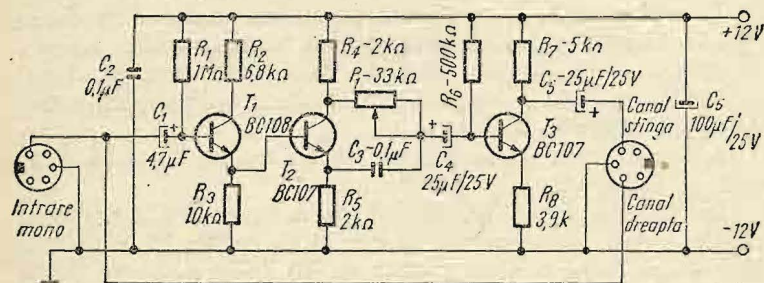 +12V
C2
0,1µF
R1
1MΩ
R2
6,8kΩ
R4-2kΩ
P1-33kΩ
R6-500kΩ
R7-5kΩ
C5-25µF/25V
C1
+
4,7µF
T1
BC108
T2
BC107
C3-0,1µF
+
C4
25µF/25V
T3
BC107
+
Canal
stinga
C6
100µF/
25V
Intrare
mono
R3
10kΩ
R5
2kΩ
R8
3,9k
Canal
dreapta
-12V